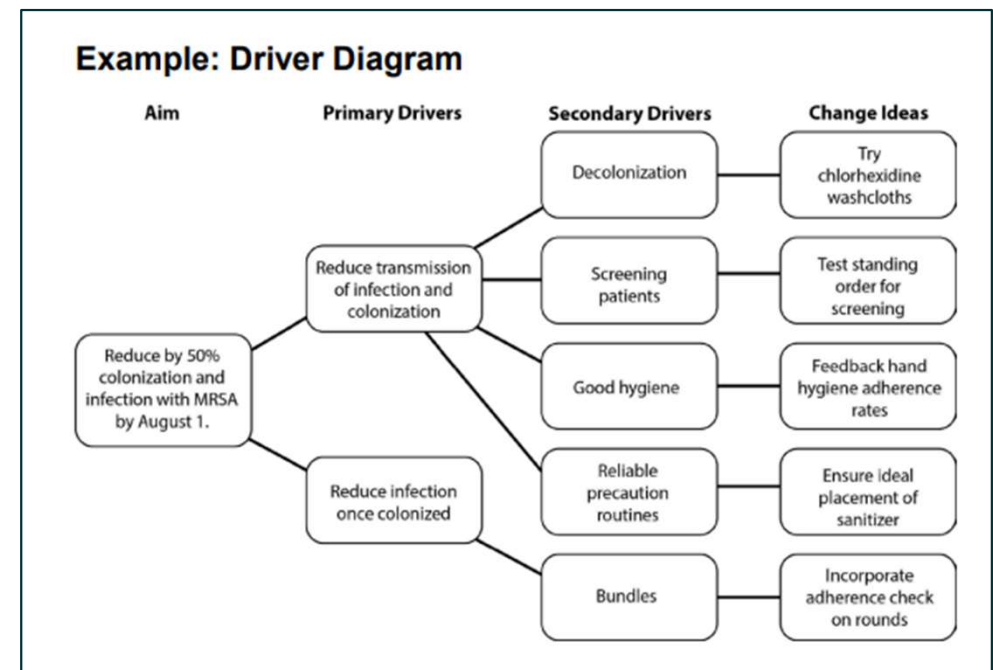 Example: Driver Diagram
Aim
Primary Drivers
Secondary Drivers
Change Ideas
Reduce by 50%
colonization and
infection with MRSA
by August 1.
Reduce transmission
of infection and
colonization
Reduce infection
once colonized
Decolonization
Screening
patients
Good hygiene
Reliable
precaution
routines
Bundles
Try
chlorhexidine
washcloths
Test standing
order for
screening
Feedback hand
hygiene adherence
rates
Ensure ideal
placement of
sanitizer
Incorporate
adherence check
on rounds